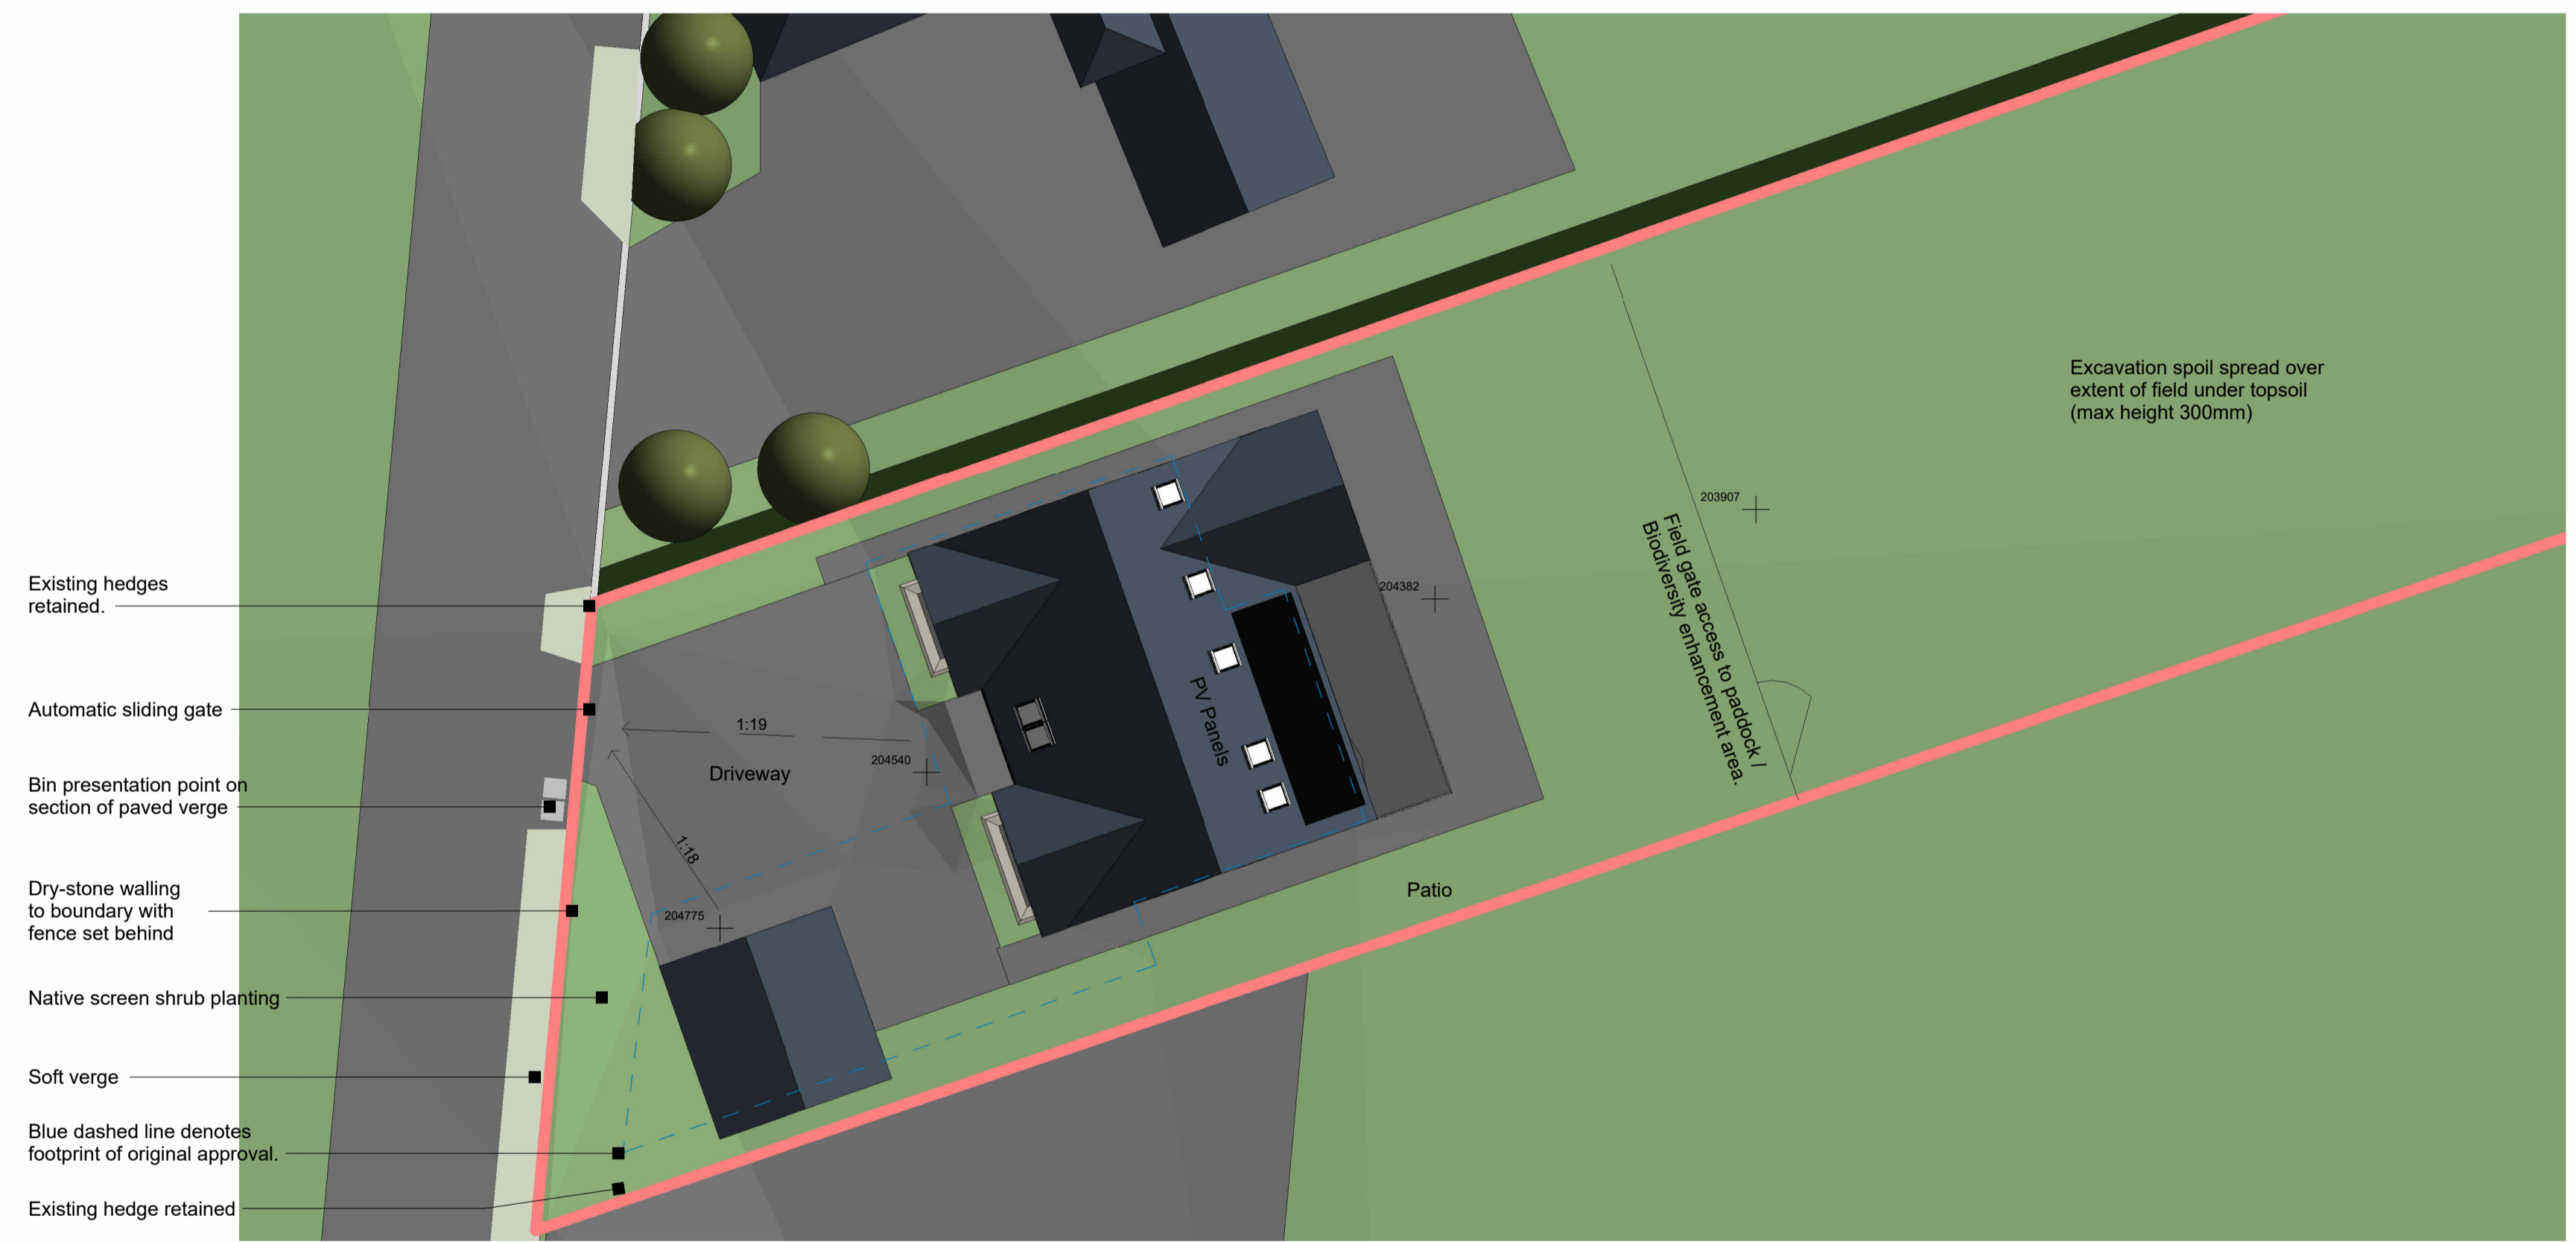 Existing hedges
retained.
Automatic sliding gate
Bin presentation point on
section of paved verge
Dry-stone walling
to boundary with
fence set behind
Native screen shrub planting
Soft verge
Blue dashed line denotes
footprint of original approval.
Existing hedge retained
1:19
Driveway
204540
1:18
204775
PV Panels
204382
Patio
203907
Field gate access to paddock /
Biodiversity enhancement area.
Excavation spoil spread over
extent of field under topsoil
(max height 300mm)